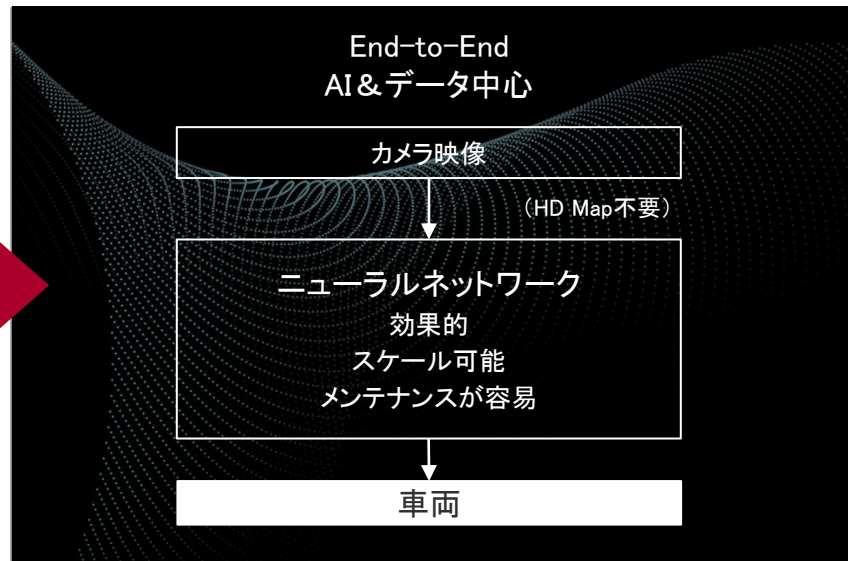 End-to-End
AI&データ中心
カメラ映像
(HD Map不要)
ニューラルネットワーク
効果的
スケール可能
メンテナンスが容易
車両